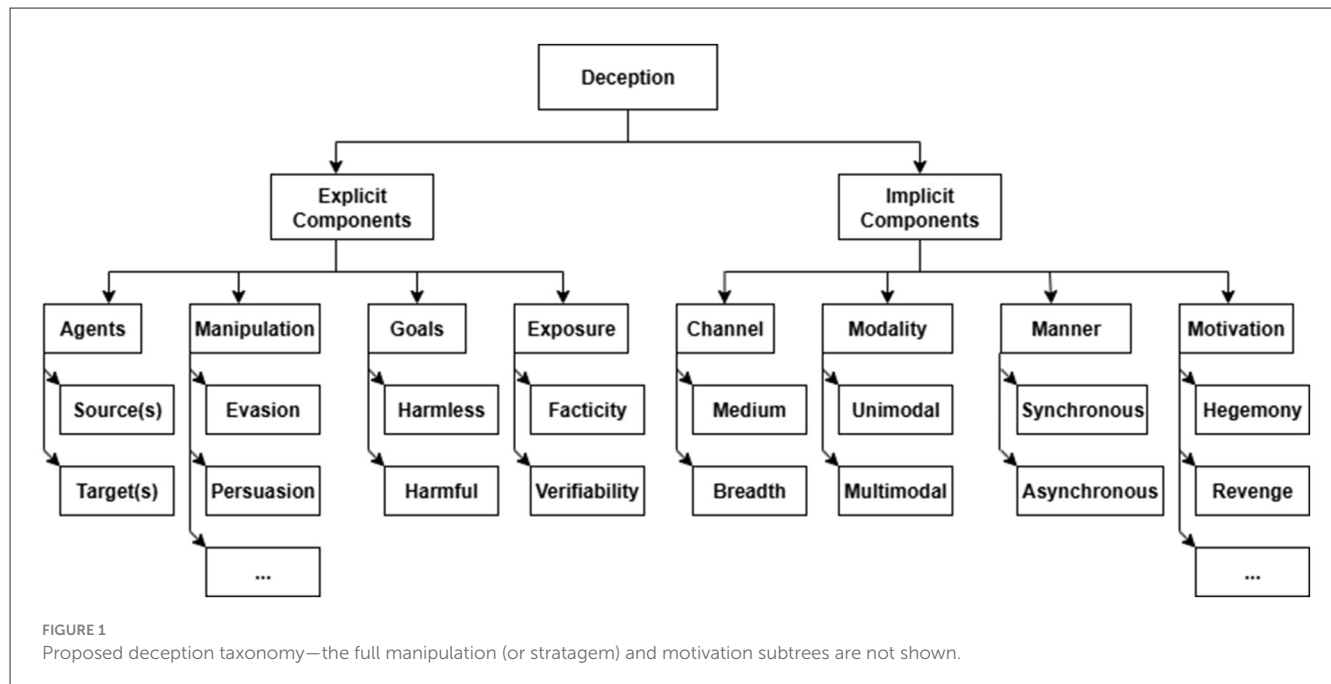 Deception
Explicit
Components
Implicit
Components
Agents
Manipulation
Goals
Exposure
Channel
Modality
Manner
Motivation
Source(s)
Evasion
Harmless
Facticity
Medium
Unimodal
Synchronous
Hegemony
Target(s)
Persuasion
Harmful
Verifiability
Breadth
Multimodal
Asynchronous
Revenge
...
...
FIGURE 1
Proposed deception taxonomy—the full manipulation (or stratagem) and motivation subtrees are not shown.